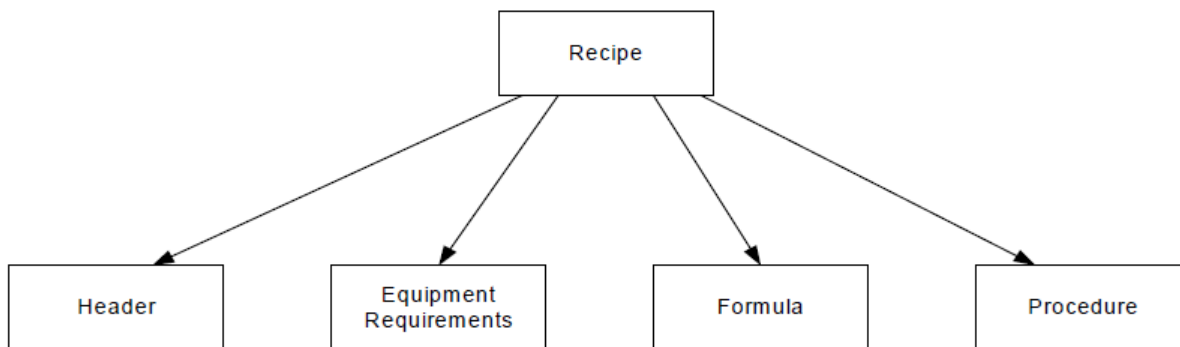 Recipe
Header
Equipment
Requirements
Formula
Procedure